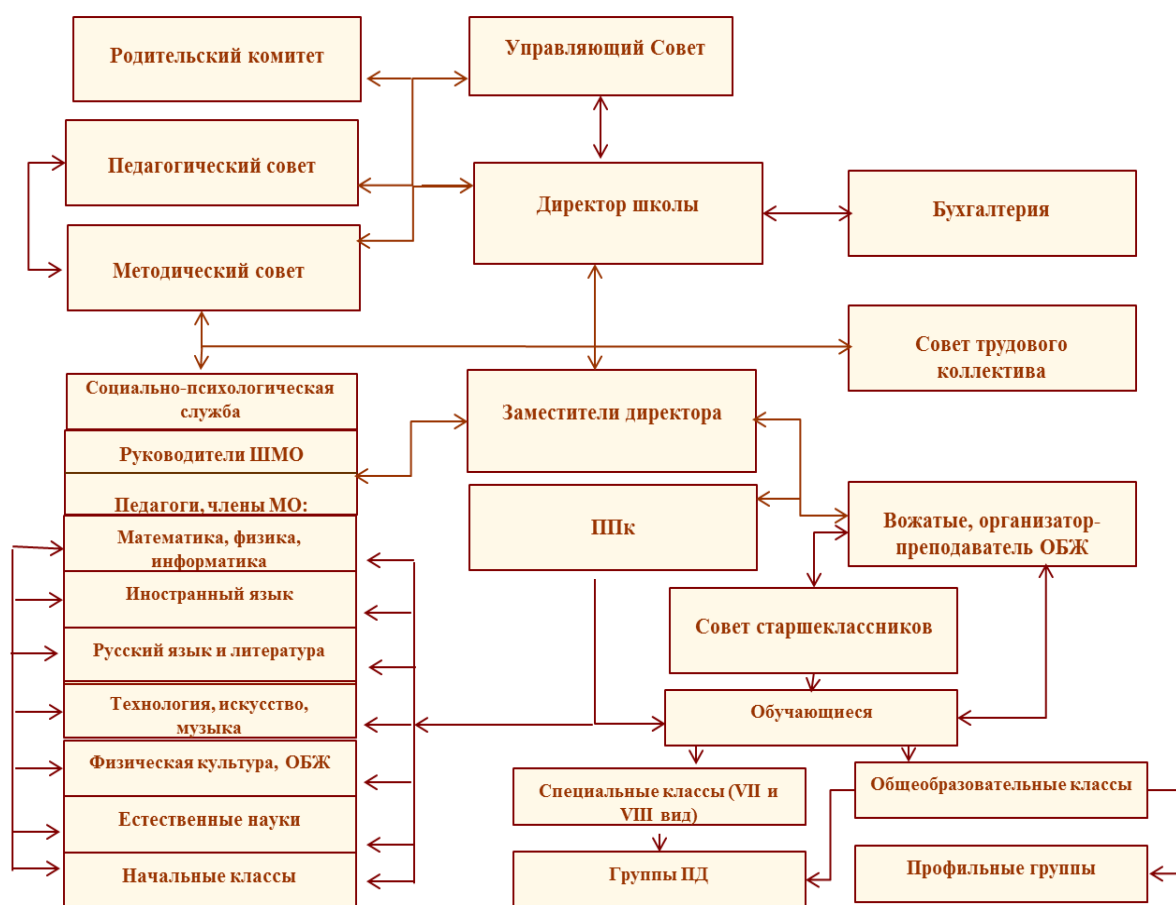 Родительский комитет
Управляющий Совет
Педагогический совет
Директор школы
Бухгалтерия
Методический совет
Совет трудового
коллектива
Социально-психологическая
служба
Заместители директора
Руководители ШМО
Педагоги, члены МО:
ППк
Вожатые, организатор-
преподаватель ОБЖ
Математика, физика,
информатика
Иностранный язык
Совет старшеклассников
Русский язык и литература
Технология, искусство,
музыка
Обучающиеся
Физическая культура, ОБЖ
Специальные классы (VII и
VIII вид)
Общеобразовательные классы
Естественные науки
Начальные классы
Группы ПД
Профильные группы